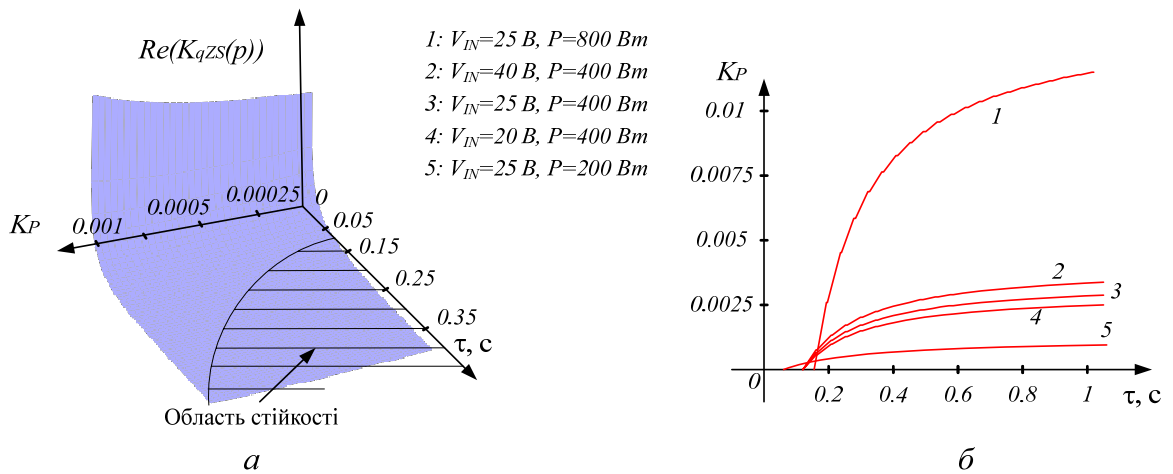 Re(KqZS(p))
1: VIN=25 В, P=800 Вт
2: VIN=40 В, P=400 Вт
3: VIN=25 В, P=400 Вт
4: VIN=20 В, P=400 Вт
5: VIN=25 В, P=200 Вт
KP
0.001
0.0005
0.00025
0
0.05
0.15
0.25
0.35
τ, с
Область стійкості
а
KP
0.01
0.0075
0.005
0.0025
0
0.2
0.4
0.6
0.8
1
τ, с
1
2
3
4
5
б